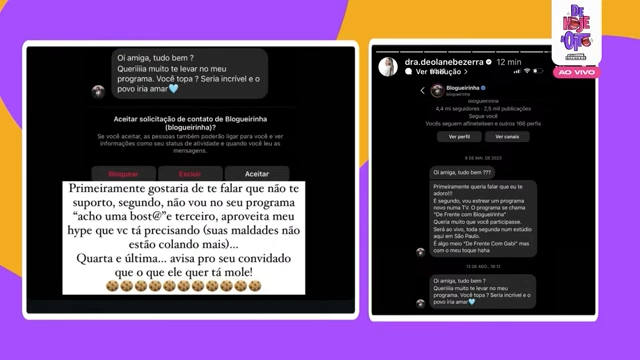 DE
HOJE
A
OITO
AO VIVO
Oi amiga, tudo bem ?
Queriiiia muito te levar no meu
programa. Você topa ? Seria incrível e o
povo iria amar🩵
Aceitar solicitação de contato de Blogueirinha
(blogueirinha)?
Se você aceitar, as pessoas também poderão ligar para você e ver
informações como seu status de atividade e quando você leu as
mensagens.
Bloquear Excluir Aceitar
Primeiramente gostaria de te falar que não te
suporto, segundo, não vou no seu programa
“acho uma bost@”e terceiro, aproveita meu
hype que vc tá precisando (suas maldades não
estão colando mais)...
Quarta e última... avisa pro seu convidado
que o que ele quer tá mole!
🍪🍪🍪🍪🍪🍪🍪🍪🍪🍪🍪
dra.deolanebezerra 12 min
Ver tradução
Blogueirinha
blogueirinha
blogueirinha
4,4 mi seguidores · 2,5 mil publicações
Segue você
Vocês seguem
e outros 166 perfis
Ver perfil Ver canais
8 DE MAI. DE 2023
Oi amiga, tudo bem ???
Primeiramente queria falar que eu te
adoro!!!
E segundo, vou estrear um programa
novo numa TV. O programa se chama
"De Frente com Blogueirinha"
Queria muito que você participasse.
Será ao vivo, toda segunda num estúdio
aqui em São Paulo.
É algo meio "De Frente Com Gabi" mas
com o meu toque haha
Oi amiga, tudo bem ?
Queriiiia muito te levar no meu
programa. Você topa ? Seria incrível e o
povo iria amar🩵